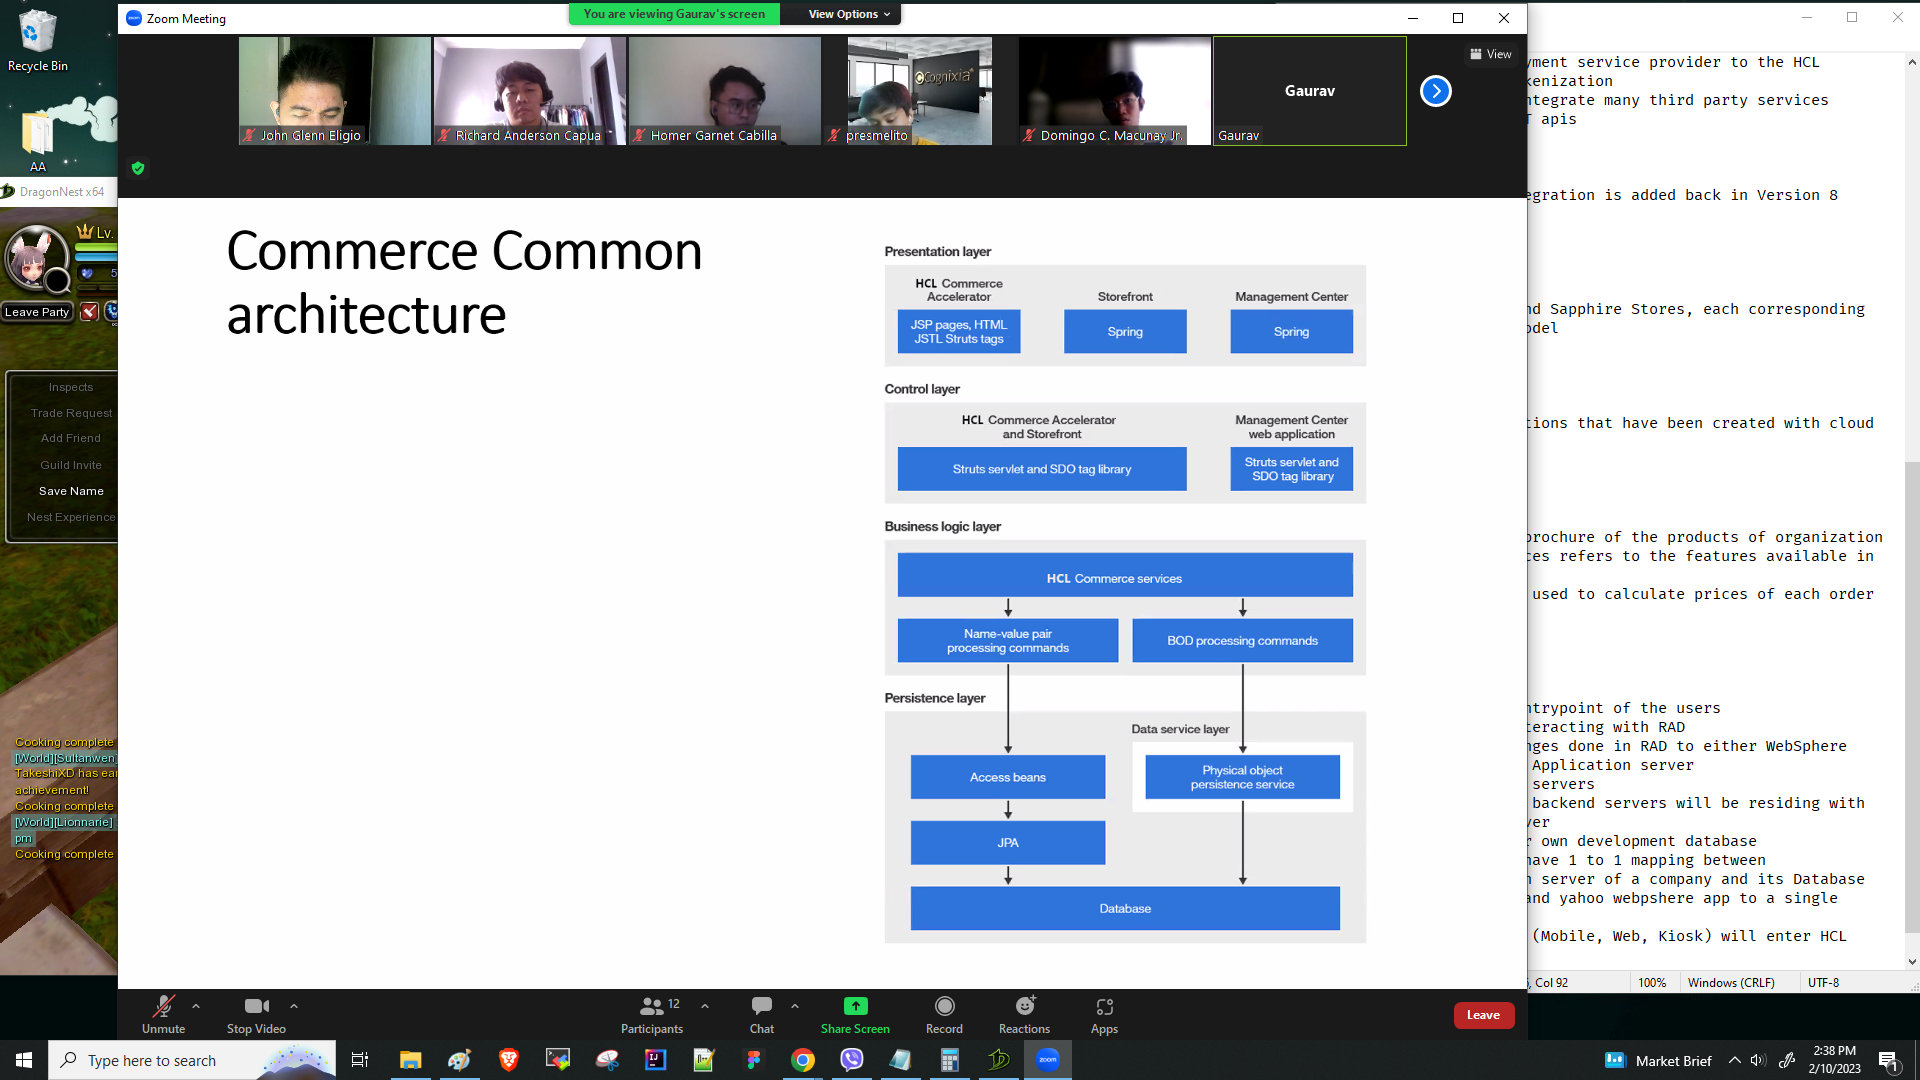 Recycle Bin
AA
DragonNest x64
Lv.
5
Leave Party
Inspects
Trade Request
Add Friend
Guild Invite
Save Name
Nest Experience
Cooking complete
[World][Sultanwen]
TakeshiXD has ear
achievement!
Cooking complete
[World][Lionnarie]
pm
Cooking complete
Zoom Meeting
You are viewing Gaurav's screen
View Options
View
Cognixia
Gaurav
John Glenn Eligio
Richard Anderson Capua
Homer Garnet Cabilla
presmelito
Domingo C. Macunay Jr.
Gaurav
Commerce Common
architecture
Presentation layer
HCL Commerce
Accelerator
Storefront
Management Center
JSP pages, HTML
JSTL Struts tags
Spring
Spring
Control layer
HCL Commerce Accelerator
and Storefront
Management Center
web application
Struts servlet and SDO tag library
Struts servlet and
SDO tag library
Business logic layer
HCL Commerce services
Name-value pair
processing commands
BOD processing commands
Persistence layer
Data service layer
Access beans
Physical object
persistence service
JPA
Database
yment service provider to the HCL
kenization
ntegrate many third party services
T apis
egration is added back in Version 8
nd Sapphire Stores, each corresponding
odel
tions that have been created with cloud
brochure of the products of organization
ces refers to the features available in
used to calculate prices of each order
ntrypoint of the users
teracting with RAD
nges done in RAD to either WebSphere
Application server
servers
backend servers will be residing with
ver
r own development database
have 1 to 1 mapping between
n server of a company and its Database
and yahoo webpshere app to a single
(Mobile, Web, Kiosk) will enter HCL
, Col 92
100%
Windows (CRLF)
UTF-8
Unmute
Stop Video
12
Participants
Chat
Share Screen
Record
Reactions
Apps
Leave
Type here to search
zoom
Market Brief
2:38 PM
2/10/2023
1